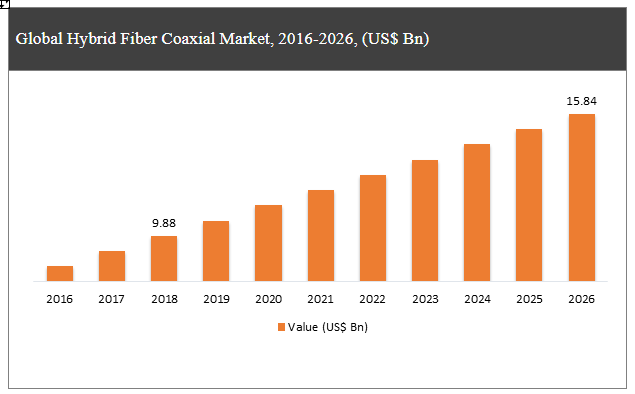 Global Hybrid Fiber Coaxial Market, 2016-2026, (US$ Bn)
15.84
9.88
2016 2017 2018 2019 2020 2021 2022 2023 2024 2025 2026
Value (US$ Bn)